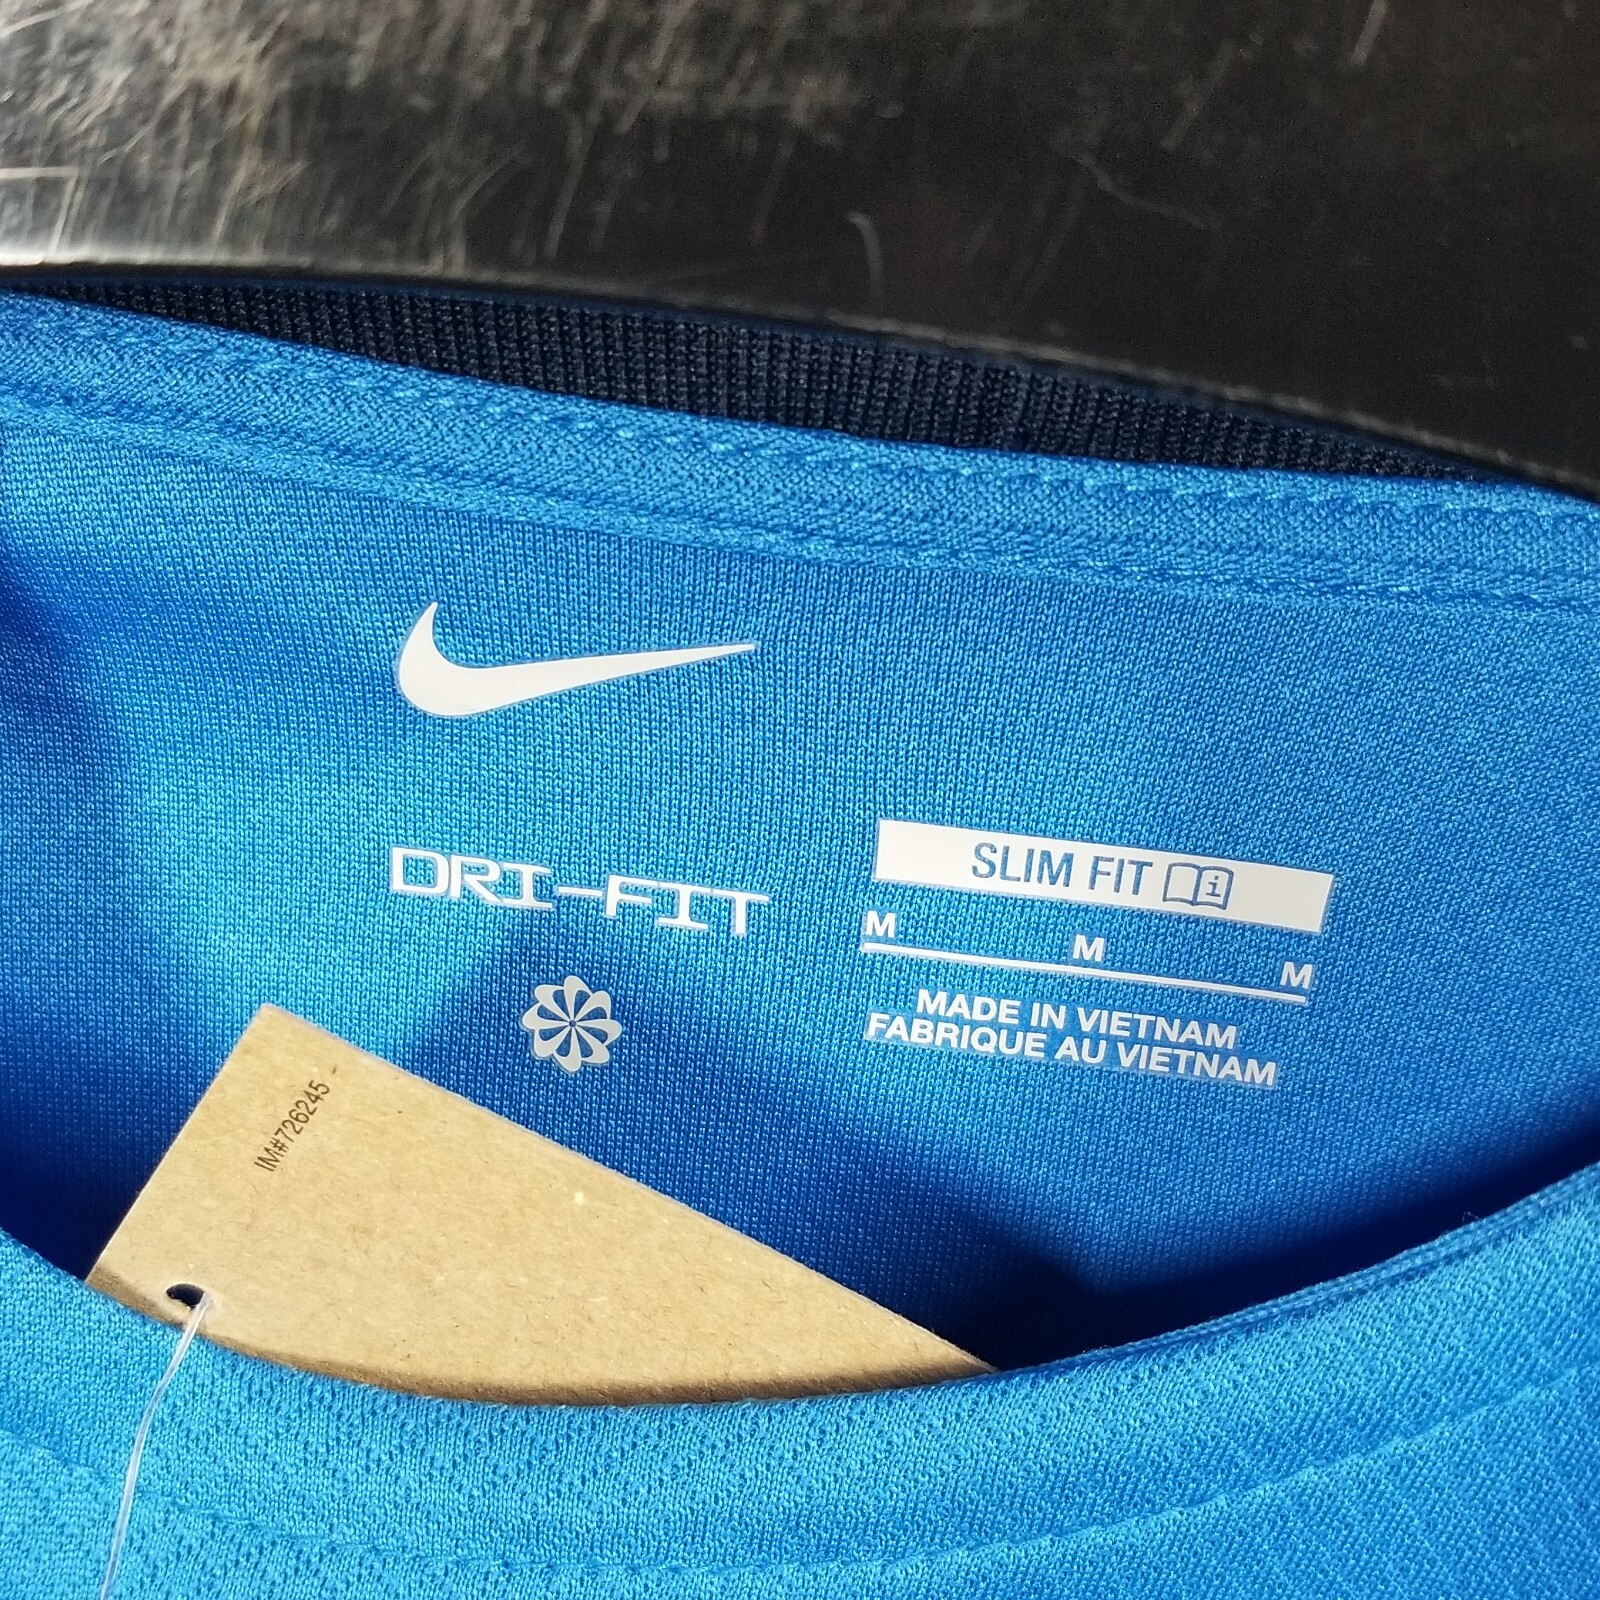 DRI-FIT
SLIM FIT
M M M
MADE IN VIETNAM
FABRIQUE AU VIETNAM
IM#726245